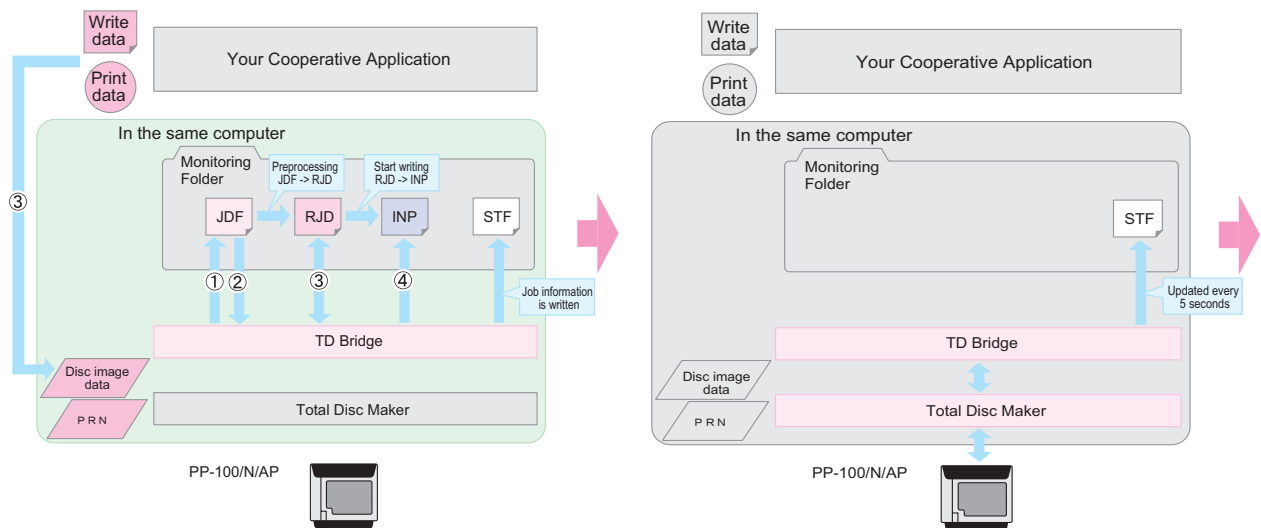 Write
data
Print
data
Your Cooperative Application
In the same computer
Monitoring
Folder
Preprocessing
JDF -> RJD
Start writing
RJD -> INP
JDF
RJD
INP
STF
③
①
②
③
④
Job information
is written
TD Bridge
Disc image
data
P R N
Total Disc Maker
PP-100/N/AP
Write
data
Print
data
Your Cooperative Application
In the same computer
Monitoring
Folder
STF
Updated every
5 seconds
TD Bridge
Disc image
data
P R N
Total Disc Maker
PP-100/N/AP